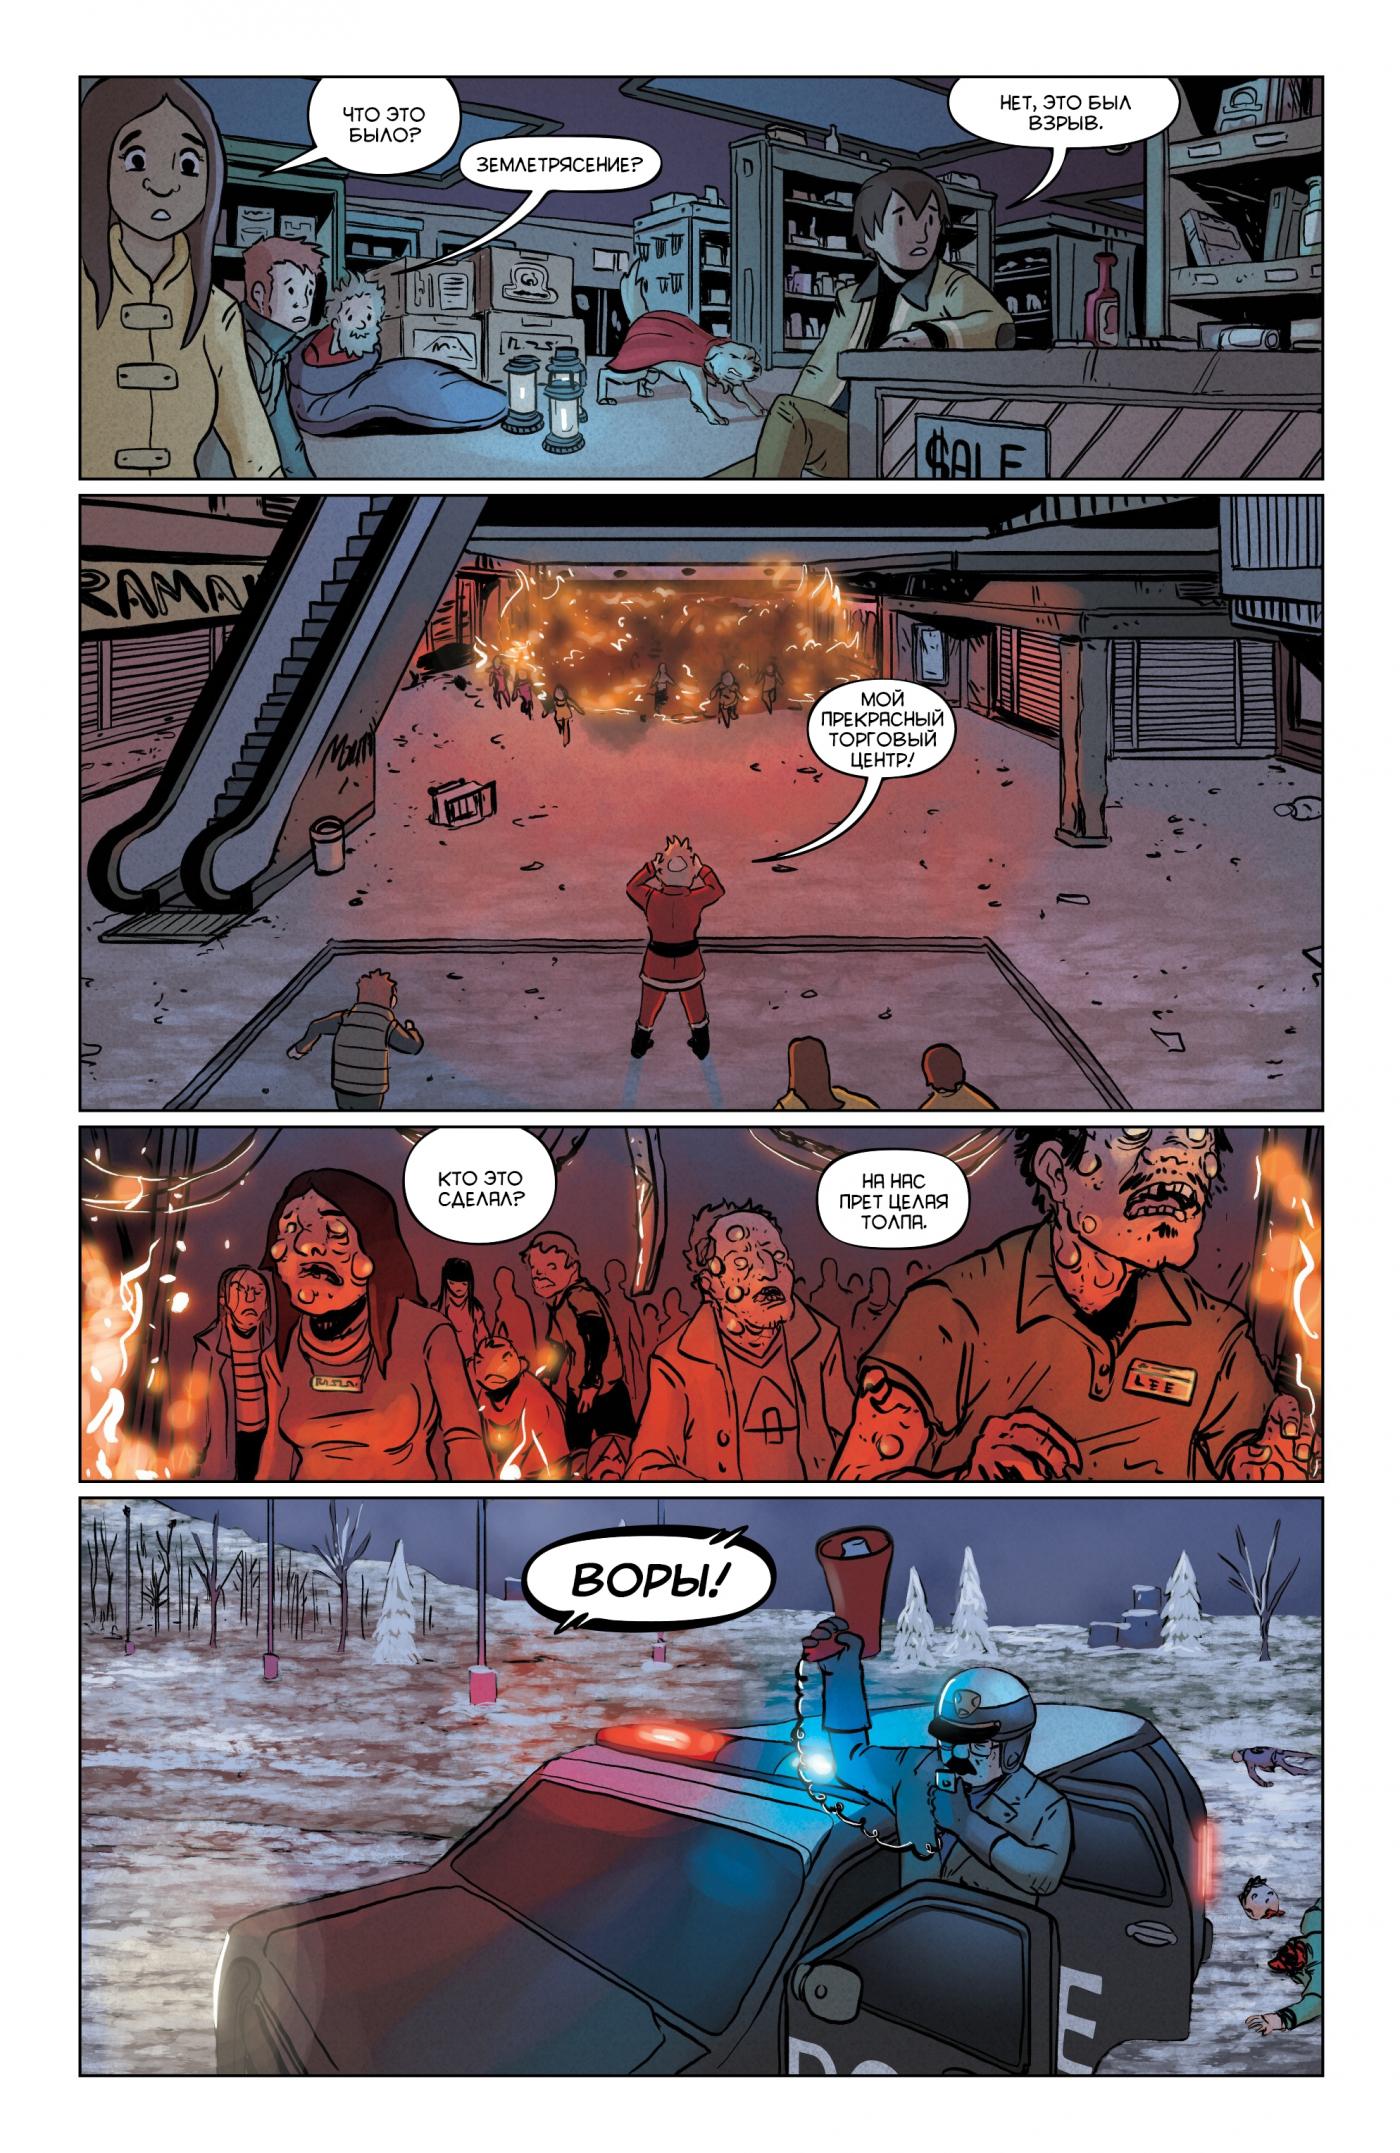 ЧТО ЭТО
БЫЛО?
ЗЕМЛЕТРЯСЕНИЕ?
НЕТ, ЭТО БЫЛ
ВЗРЫВ.
$ALE
МОЙ
ПРЕКРАСНЫЙ
ТОРГОВЫЙ
ЦЕНТР!
КТО ЭТО
СДЕЛАЛ?
НА НАС
ПРЕТ ЦЕЛАЯ
ТОЛПА.
LEE
ВОРЫ!